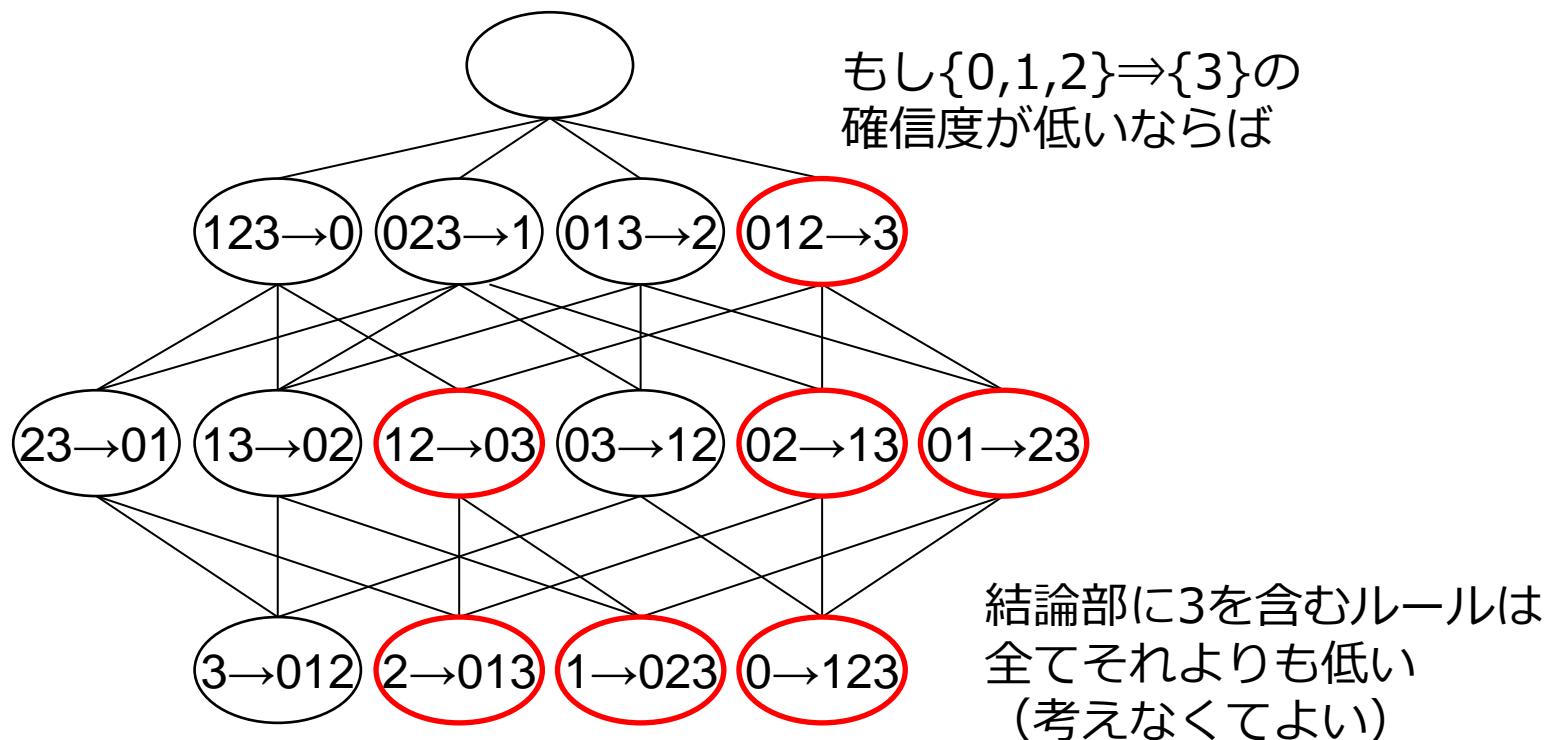 もし{0,1,2}⇒{3}の
確信度が低いならば
123→0 023→1 013→2 012→3
23→01 13→02 12→03 03→12 02→13 01→23
3→012 2→013 1→023 0→123
結論部に3を含むルールは
全てそれよりも低い
（考えなくてよい）